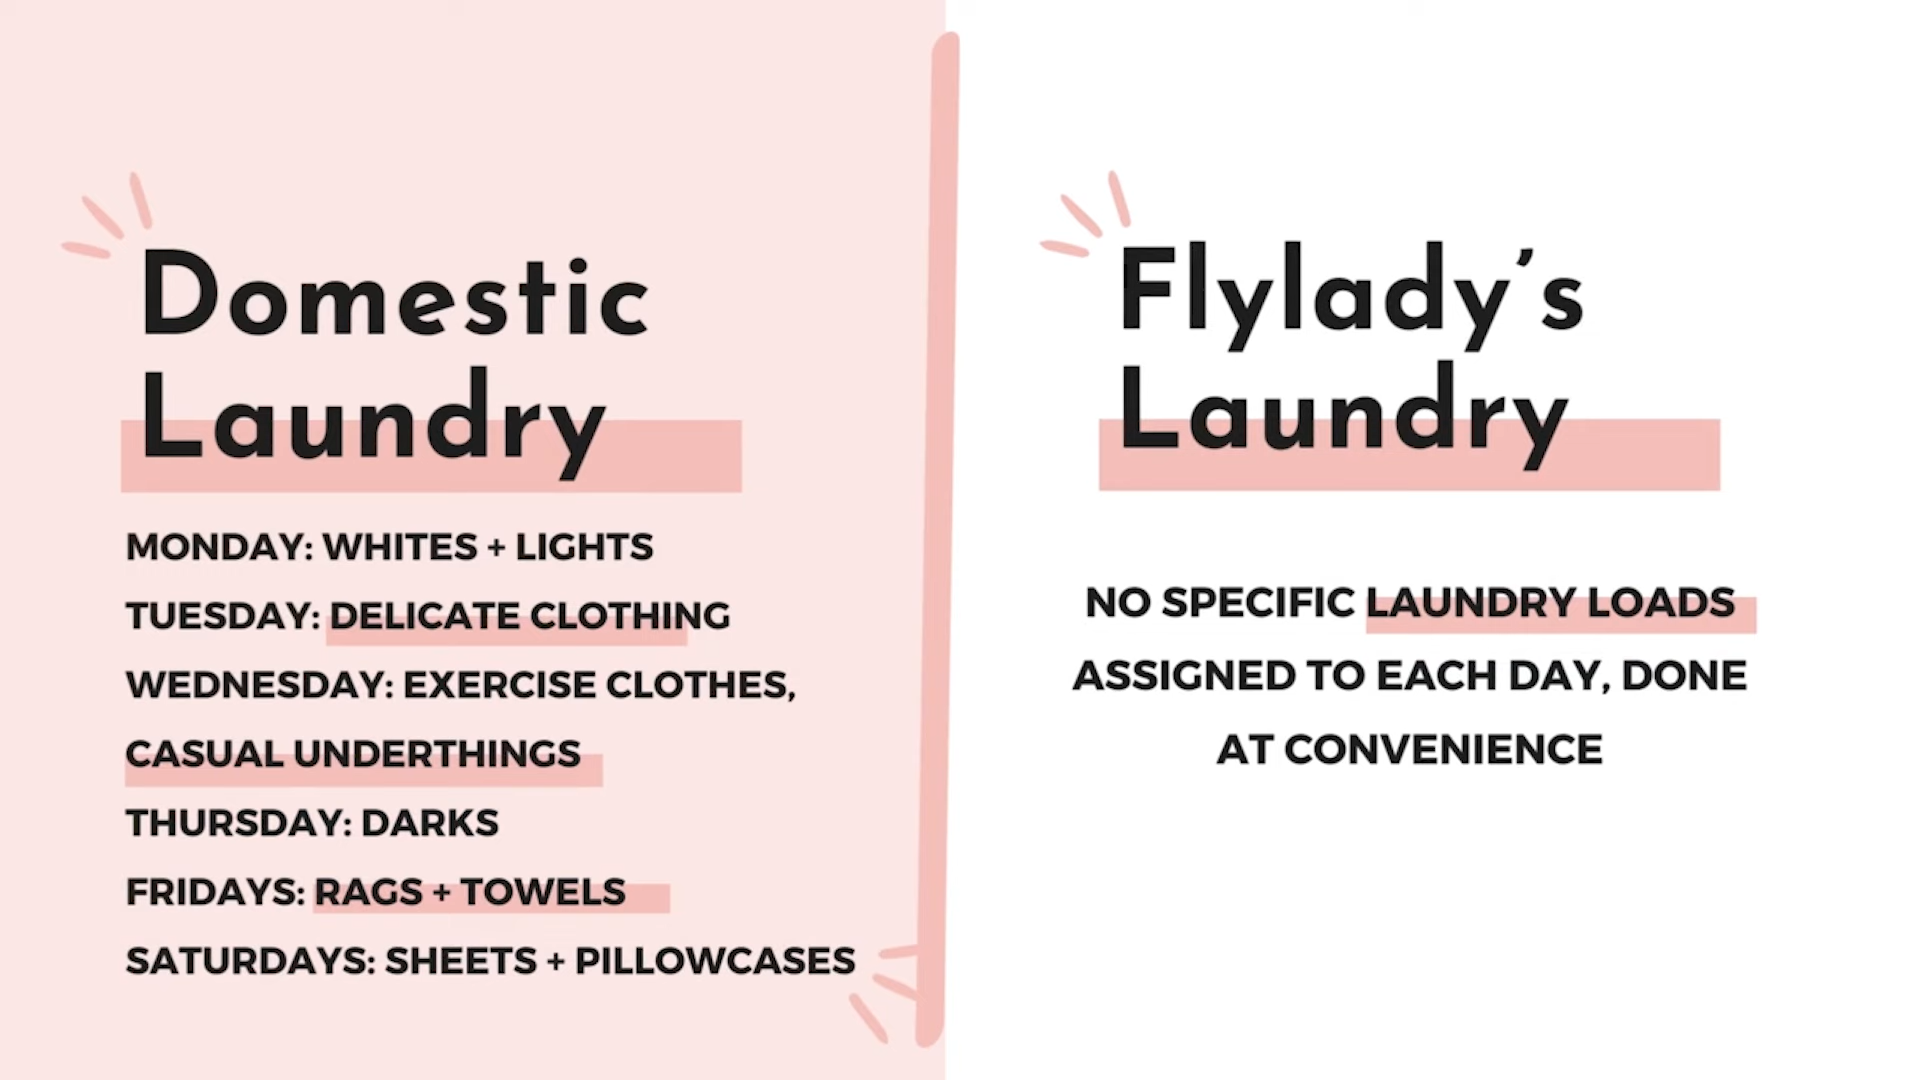 Domestic
Laundry
MONDAY: WHITES + LIGHTS
TUESDAY: DELICATE CLOTHING
WEDNESDAY: EXERCISE CLOTHES,
CASUAL UNDERTHINGS
THURSDAY: DARKS
FRIDAYS: RAGS + TOWELS
SATURDAYS: SHEETS + PILLOWCASES
Flylady's
Laundry
NO SPECIFIC LAUNDRY LOADS
ASSIGNED TO EACH DAY, DONE
AT CONVENIENCE